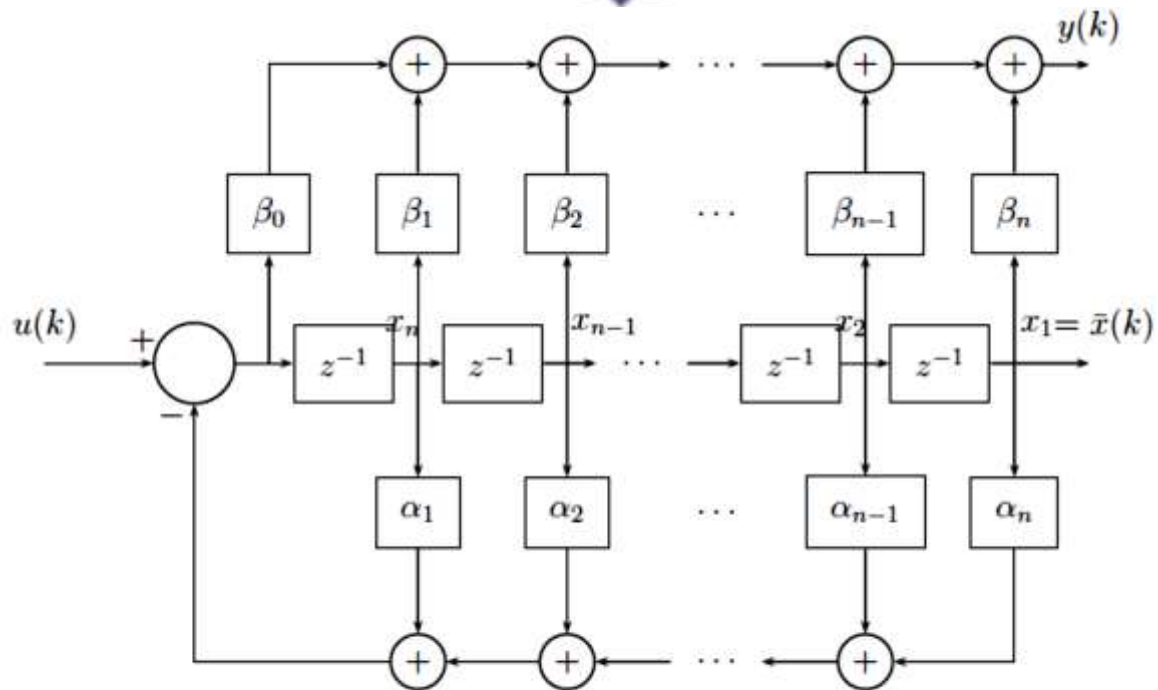 y(k)
+ + ⋯ + +
β₀ β₁ β₂ ⋯ βₙ₋₁ βₙ
u(k) + xₙ xₙ₋₁ x₂ x₁= x̄(k)
z⁻¹ z⁻¹ ⋯ z⁻¹ z⁻¹
−
α₁ α₂ ⋯ αₙ₋₁ αₙ
+ + ⋯ +